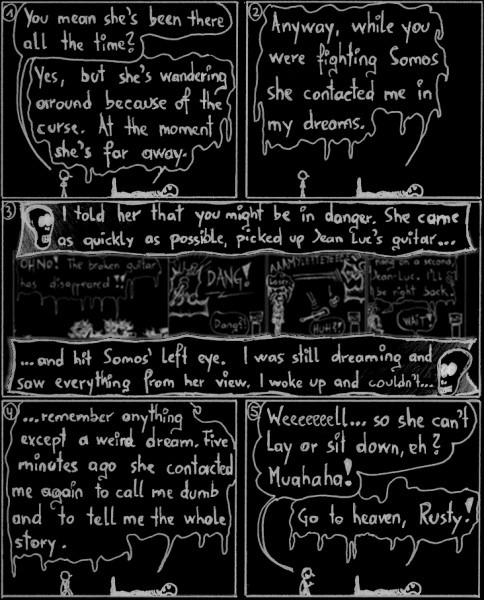 1
You mean she's been there
all the time?
Yes, but she's wandering
around because of the
curse. At the moment
she's far away.
2
Anyway, while you
were fighting Somos
she contacted me in
my dreams.
3
I told her that you might be in danger. She came
as quickly as possible, picked up Jean Luc's guitar...
OH NO! The broken guitar
has disappeared!!
DANG!
Dang?
Loser!
HUH?!
a second,
Jean-Luc. I'll
be right back!
WAIT!
...and hit Somos' left eye. I was still dreaming and
saw everything from her view. I woke up and couldn't...
4
...remember anything
except a weird dream. Five
minutes ago she contacted
me again to call me dumb
and to tell me the whole
story.
5
Weeeeeeell... so she can't
lay or sit down, eh?
Muahaha!
Go to heaven, Rusty!